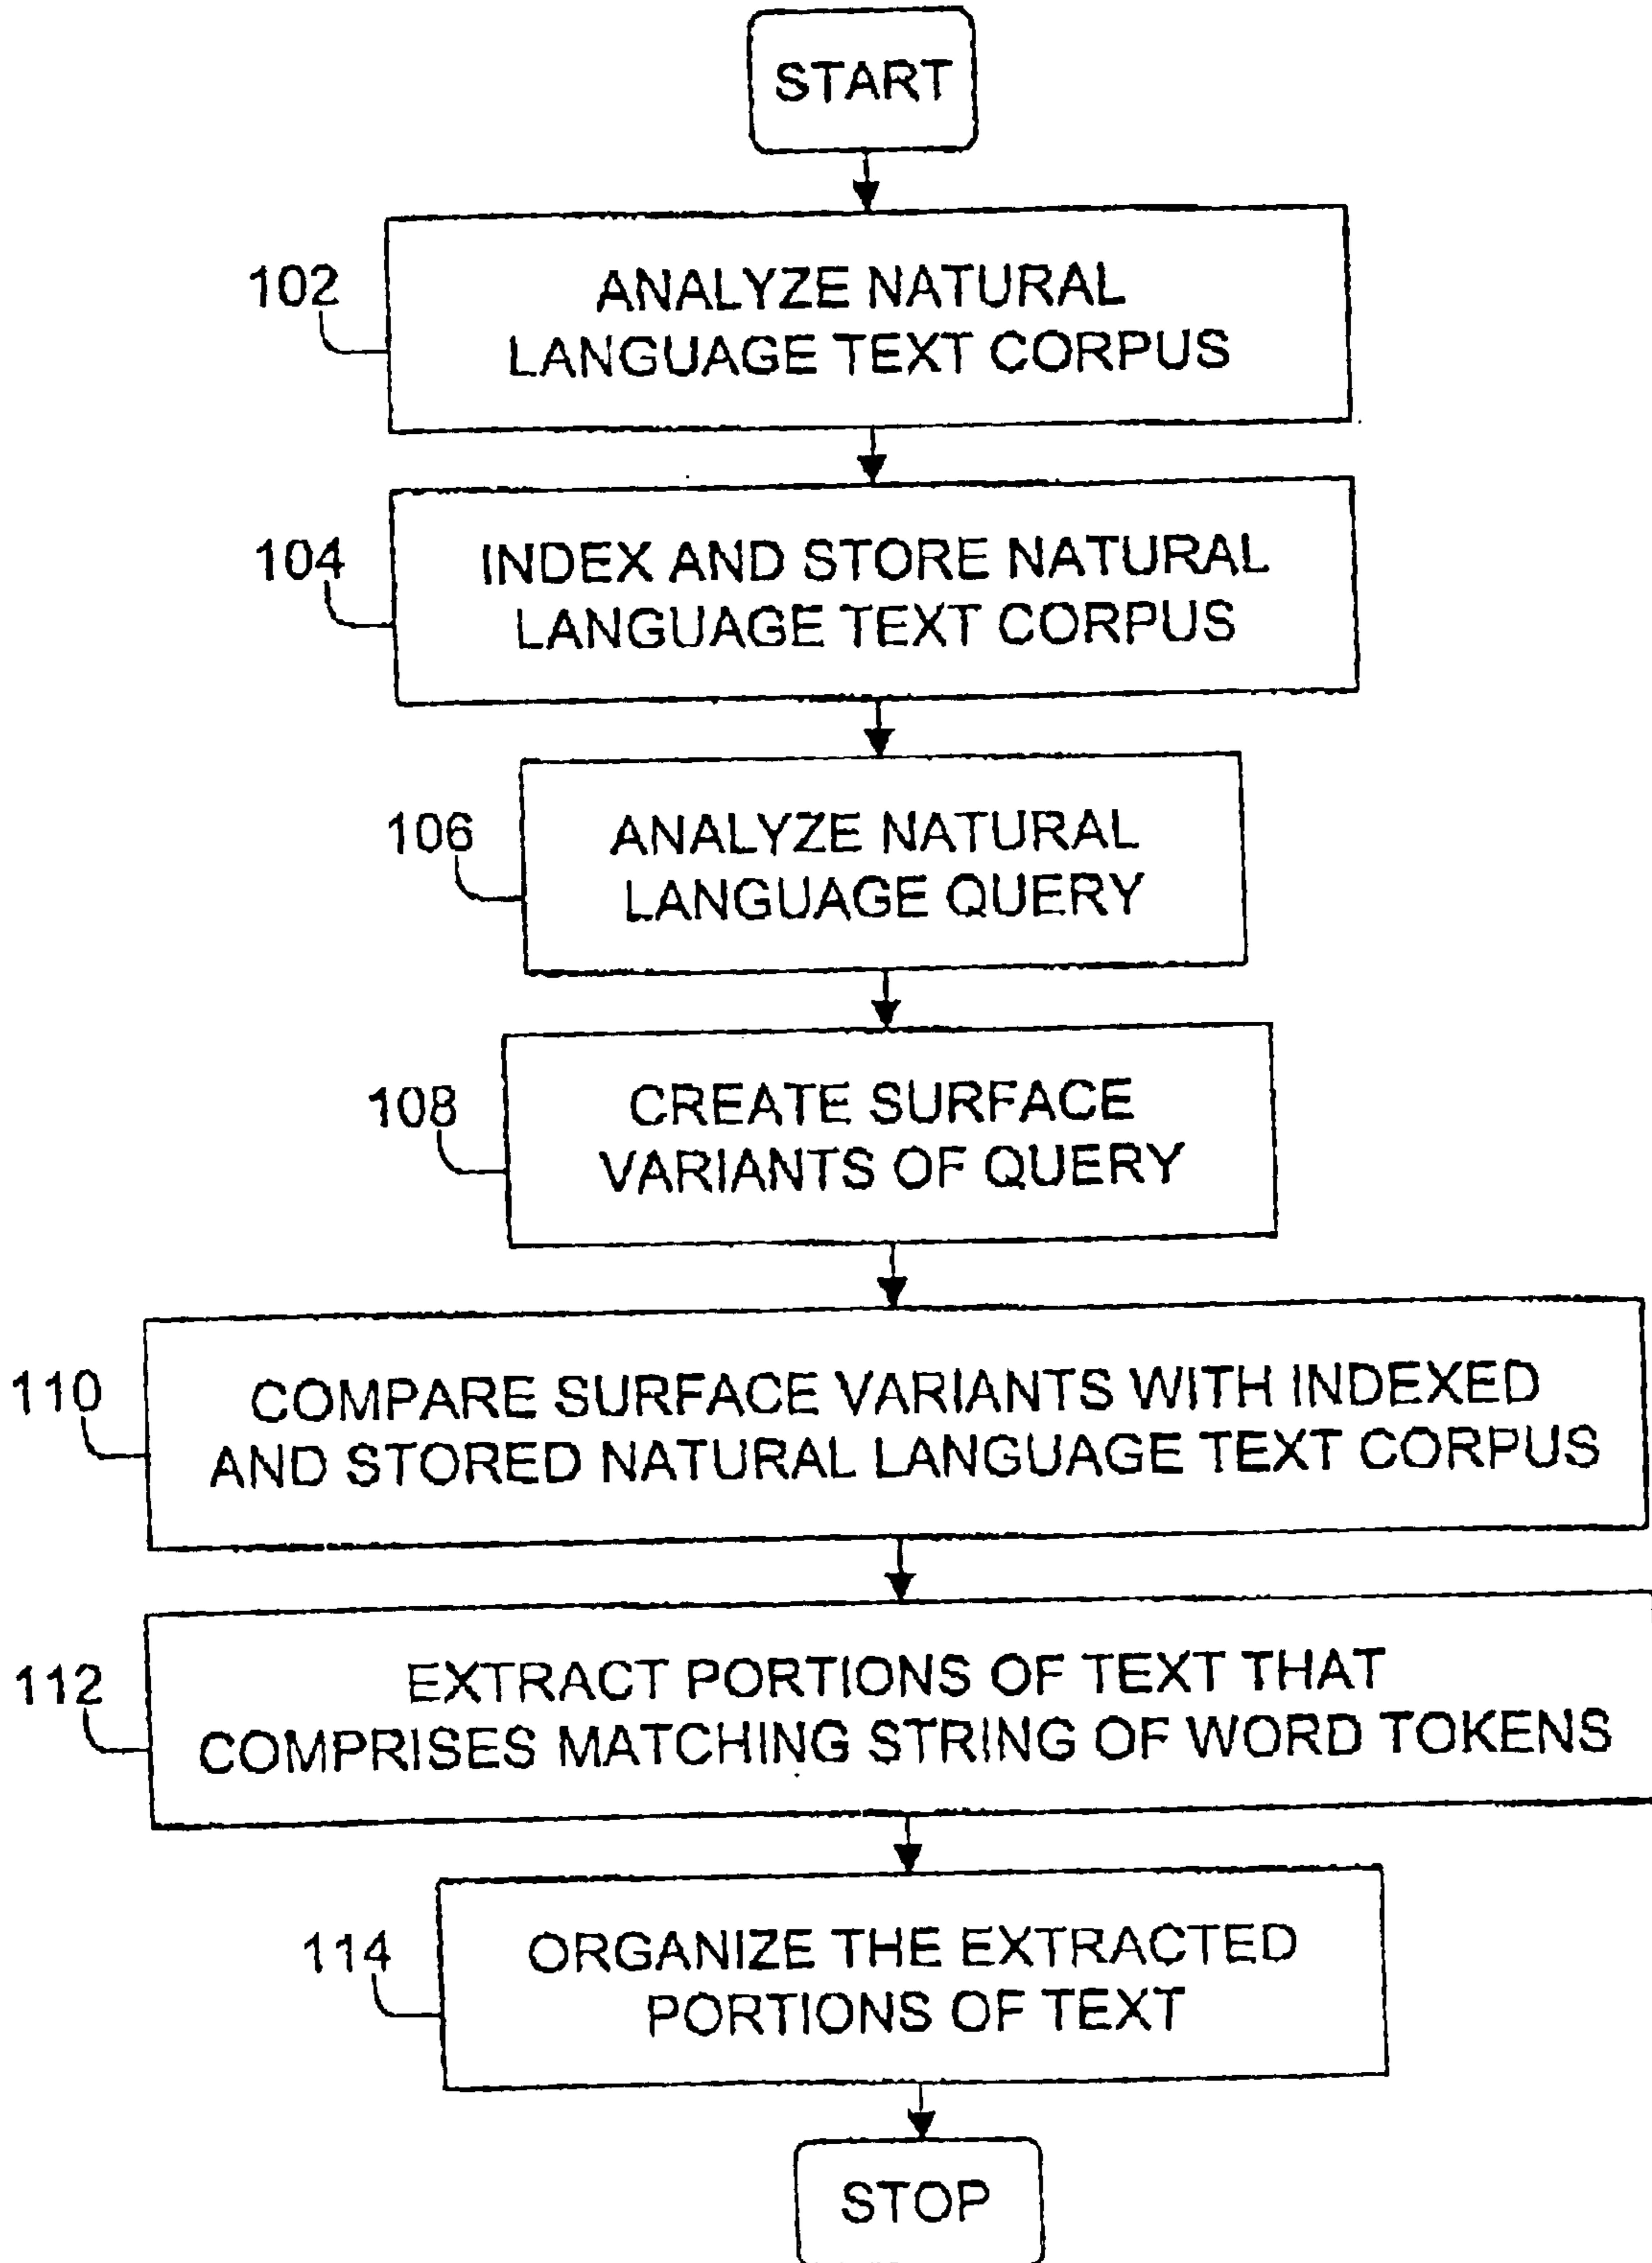 START
102
ANALYZE NATURAL
LANGUAGE TEXT CORPUS
104
INDEX AND STORE NATURAL
LANGUAGE TEXT CORPUS
106
ANALYZE NATURAL
LANGUAGE QUERY
108
CREATE SURFACE
VARIANTS OF QUERY
110
COMPARE SURFACE VARIANTS WITH INDEXED
AND STORED NATURAL LANGUAGE TEXT CORPUS
112
EXTRACT PORTIONS OF TEXT THAT
COMPRISES MATCHING STRING OF WORD TOKENS
114
ORGANIZE THE EXTRACTED
PORTIONS OF TEXT
STOP